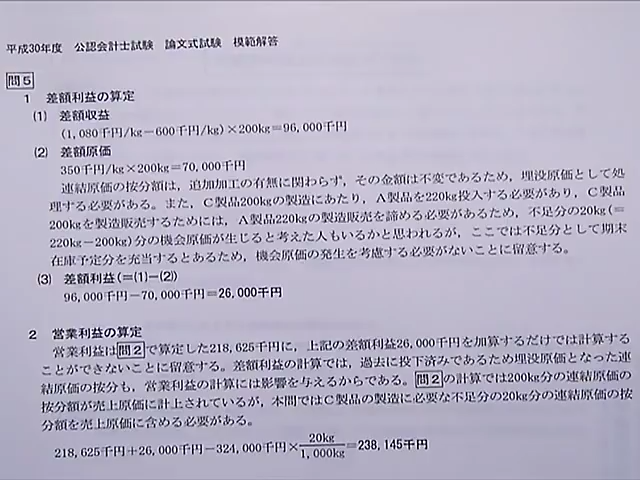 平成30年度 公認会計士試験 論文式試験 模範解答
問5
1 差額利益の算定
(1) 差額収益
(1,080千円/kg−600千円/kg)×200kg=96,000千円
(2) 差額原価
350千円/kg×200kg=70,000千円
連結原価の按分額は，追加加工の有無に関わらず，その金額は不変であるため，埋没原価として処
理する必要がある。また，C製品200kgの製造にあたり，A製品を220kg投入する必要があり，C製品
200kgを製造販売するためには，A製品220kgの製造販売を諦める必要があるため，不足分の20kg(=
220kg−200kg)分の機会原価が生じると考えた人もいるかと思われるが，ここでは不足分として期末
在庫予定分を充当するとあるため，機会原価の発生を考慮する必要がないことに留意する。
(3) 差額利益(=(1)−(2))
96,000千円−70,000千円=26,000千円
2 営業利益の算定
営業利益は問2で算定した218,625千円に，上記の差額利益26,000千円を加算するだけでは計算する
ことができないことに留意する。差額利益の計算では，過去に投下済みであるため埋没原価となった連
結原価の按分も，営業利益の計算には影響を与えるからである。問2の計算では200kg分の連結原価の
按分額が売上原価に計上されているが，本問ではC製品の製造に必要な不足分の20kg分の連結原価の按
分額を売上原価に含める必要がある。
218,625千円+26,000千円−324,000千円×20kg/1,000kg=238,145千円